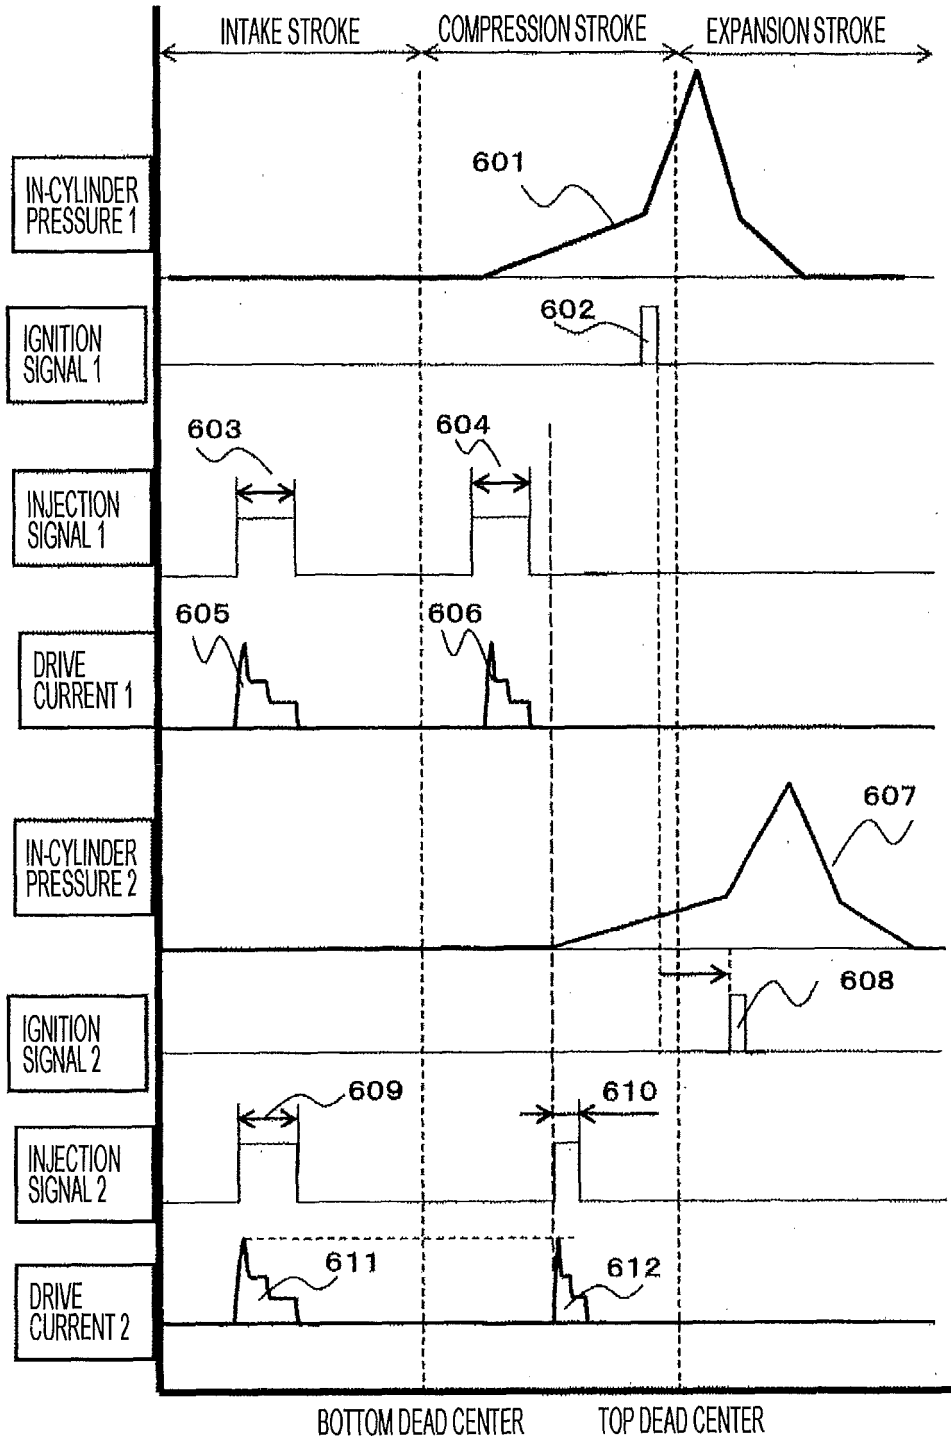 INTAKE STROKE
COMPRESSION STROKE
EXPANSION STROKE
601
IN-CYLINDER
PRESSURE 1
602
IGNITION
SIGNAL 1
603
604
INJECTION
SIGNAL 1
605
606
DRIVE
CURRENT 1
607
IN-CYLINDER
PRESSURE 2
608
IGNITION
SIGNAL 2
609
610
INJECTION
SIGNAL 2
611
612
DRIVE
CURRENT 2
BOTTOM DEAD CENTER
TOP DEAD CENTER